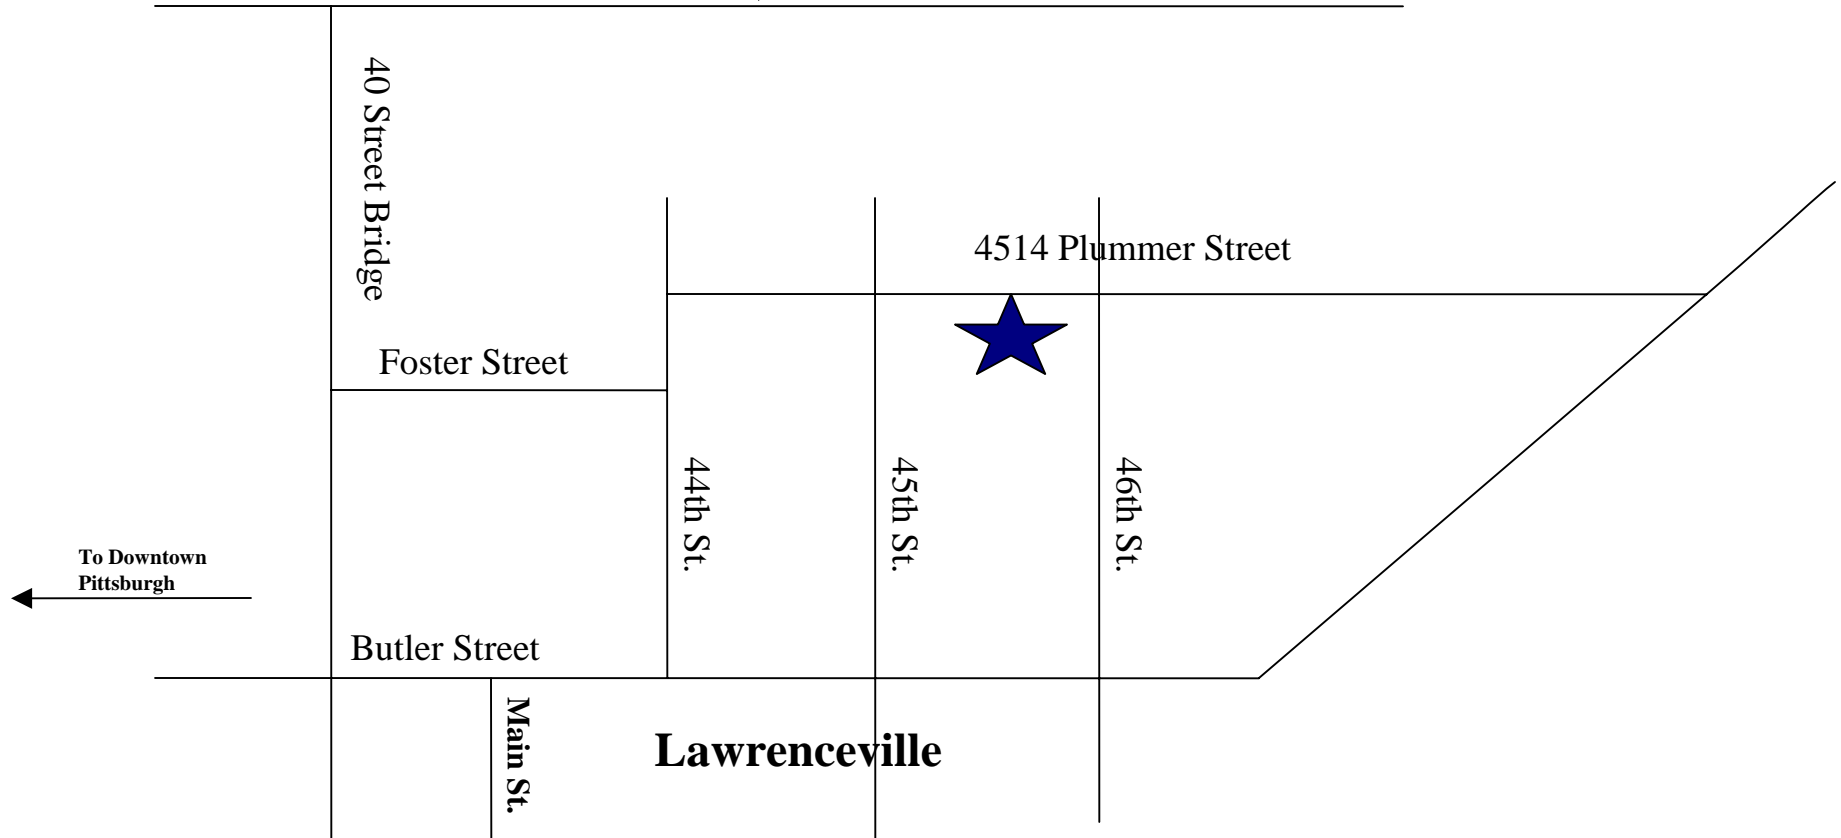 40 Street Bridge
4514 Plummer Street
Foster Street
44th St.
45th St.
46th St.
To Downtown
Pittsburgh
Butler Street
Main St.
Lawrenceville